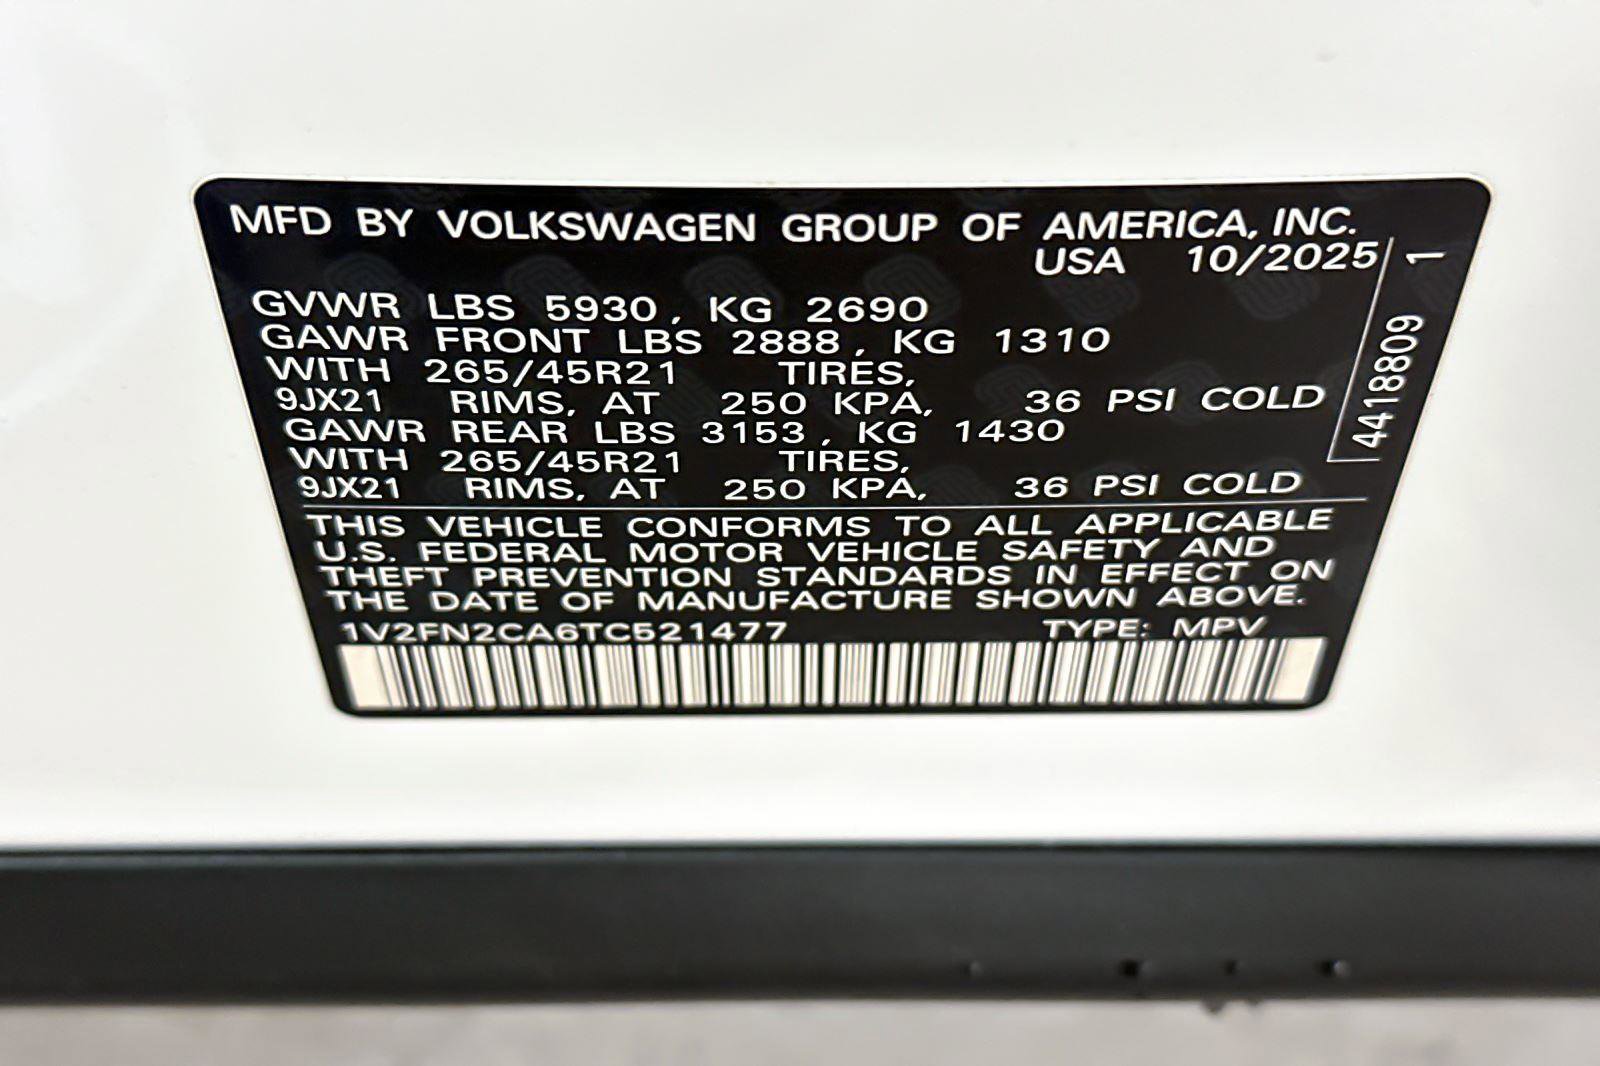 MFD BY VOLKSWAGEN GROUP OF AMERICA, INC.
USA 10/2025
GVWR LBS 5930, KG 2690
GAWR FRONT LBS 2888, KG 1310
WITH 265/45R21 TIRES,
9JX21 RIMS, AT 250 KPA, 36 PSI COLD
GAWR REAR LBS 3153, KG 1430
WITH 265/45R21 TIRES,
9JX21 RIMS, AT 250 KPA, 36 PSI COLD
THIS VEHICLE CONFORMS TO ALL APPLICABLE
U.S. FEDERAL MOTOR VEHICLE SAFETY AND
THEFT PREVENTION STANDARDS IN EFFECT ON
THE DATE OF MANUFACTURE SHOWN ABOVE.
1V2FN2CA6TC521477 TYPE: MPV
4418809 1